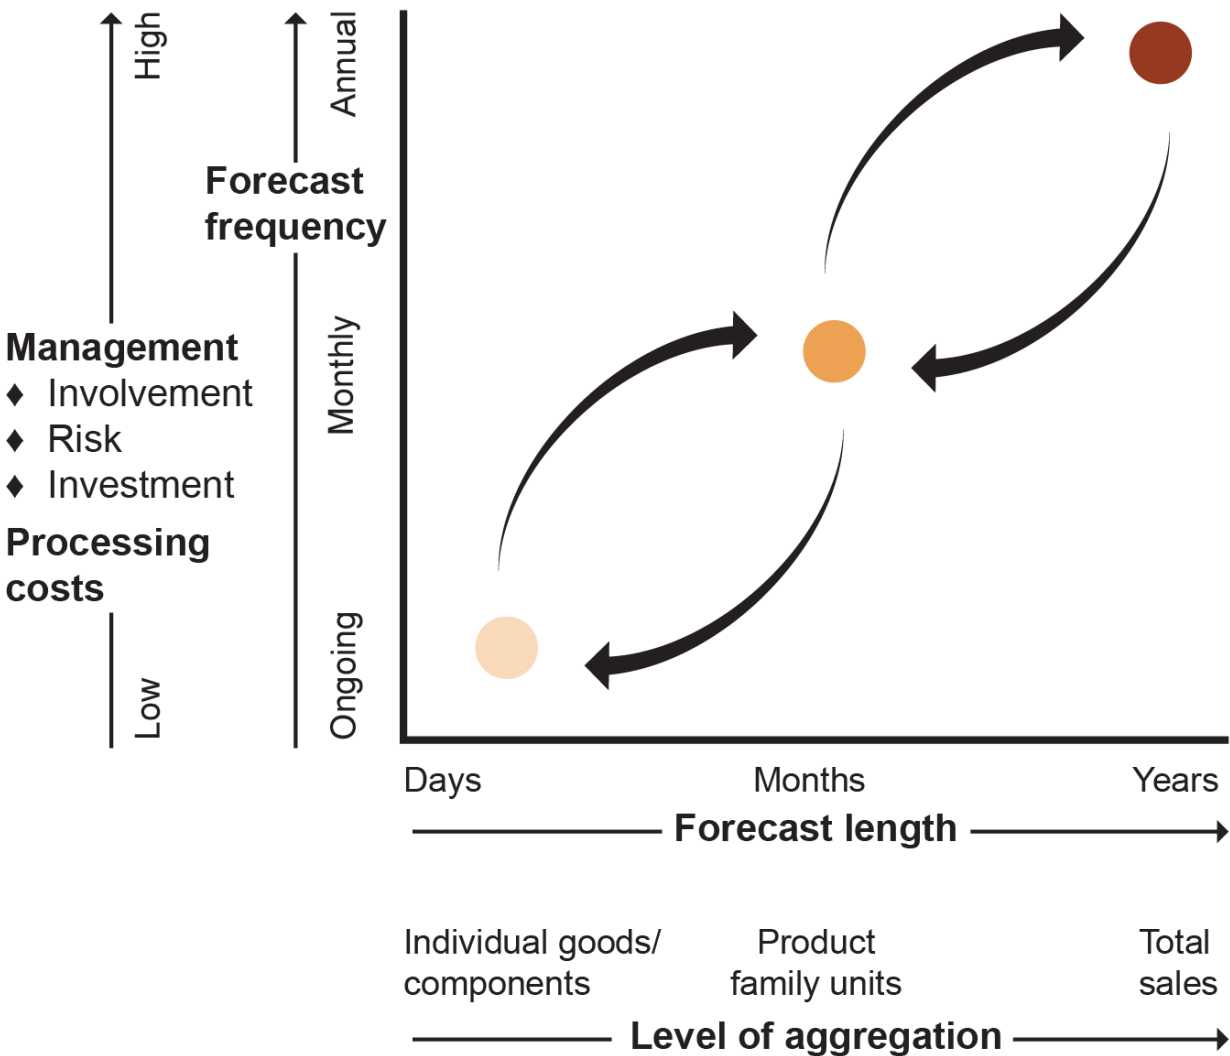 High
Annual
Forecast
frequency
Management
♦ Involvement
♦ Risk
♦ Investment
Monthly
Processing
costs
Low
Ongoing
Days
Months
Years
Forecast length
Individual goods/
components
Product
family units
Total
sales
Level of aggregation